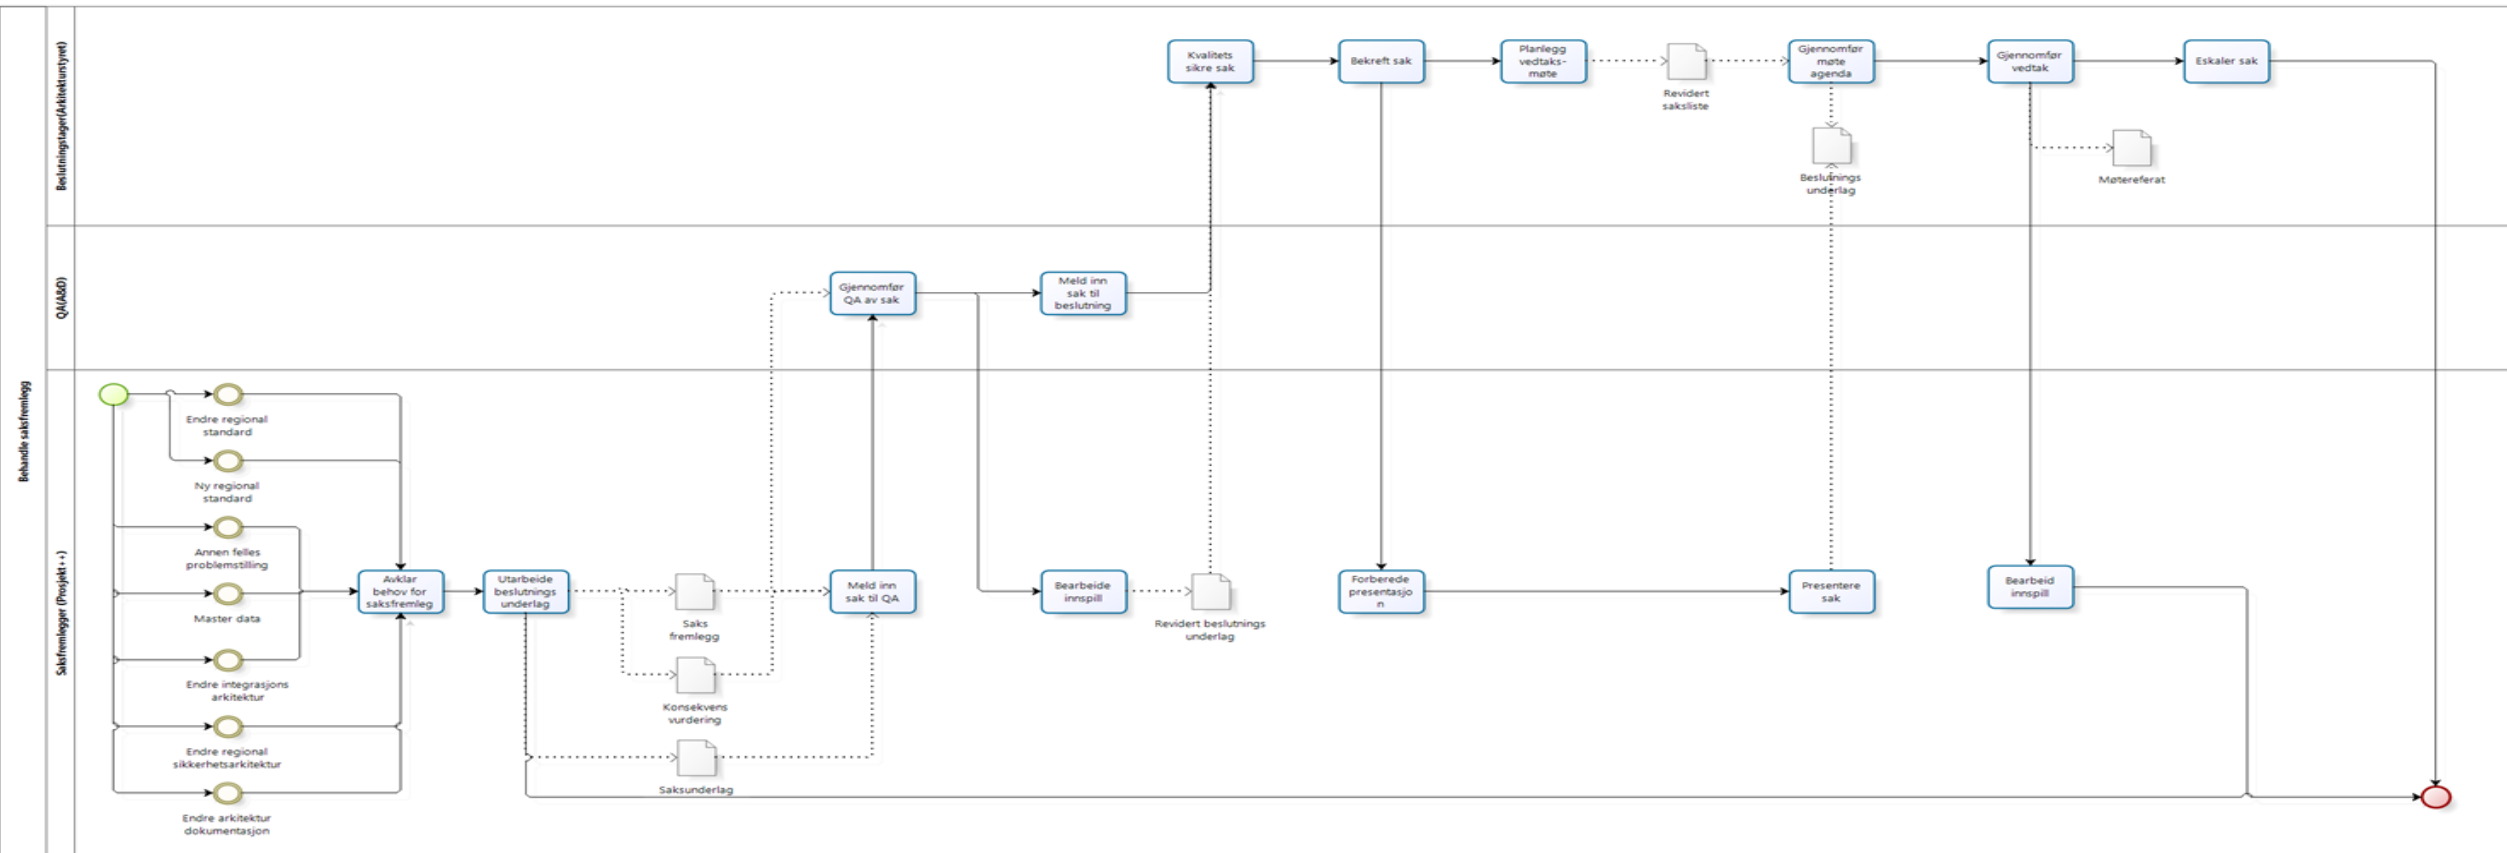 Behandle saksfremlegg
Beslutningstager(Arkitekturstyret)
Kvalitets
sikre sak
Bekreft sak
Planlegg
vedtaks-
møte
Revidert
saksliste
Gjennomfør
møte
agenda
Beslutnings
underlag
Gjennomfør
vedtak
Møtereferat
Eskaler sak
QA(A&D)
Gjennomfør
QA av sak
Meld inn
sak til
beslutning
Saksfremlegger (Prosjekt++)
Endre regional
standard
Ny regional
standard
Annen felles
problemstilling
Master data
Endre integrasjons
arkitektur
Endre regional
sikkerhetsarkitektur
Endre arkitektur
dokumentasjon
Avklar
behov for
saksfremleg
Utarbeide
beslutnings
underlag
Saks
fremlegg
Konsekvens
vurdering
Saksunderlag
Meld inn
sak til QA
Bearbeide
innspill
Revidert beslutnings
underlag
Forberede
presentasjo
n
Presentere
sak
Bearbeid
innspill